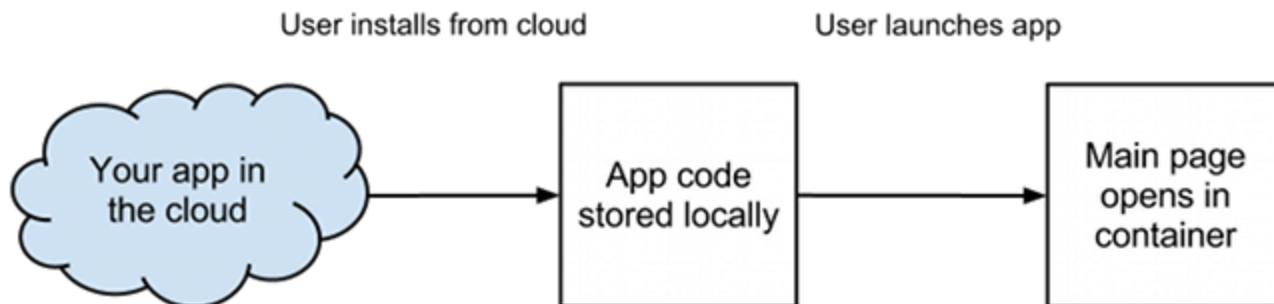 User installs from cloud
User launches app
Your app in
the cloud
App code
stored locally
Main page
opens in
container